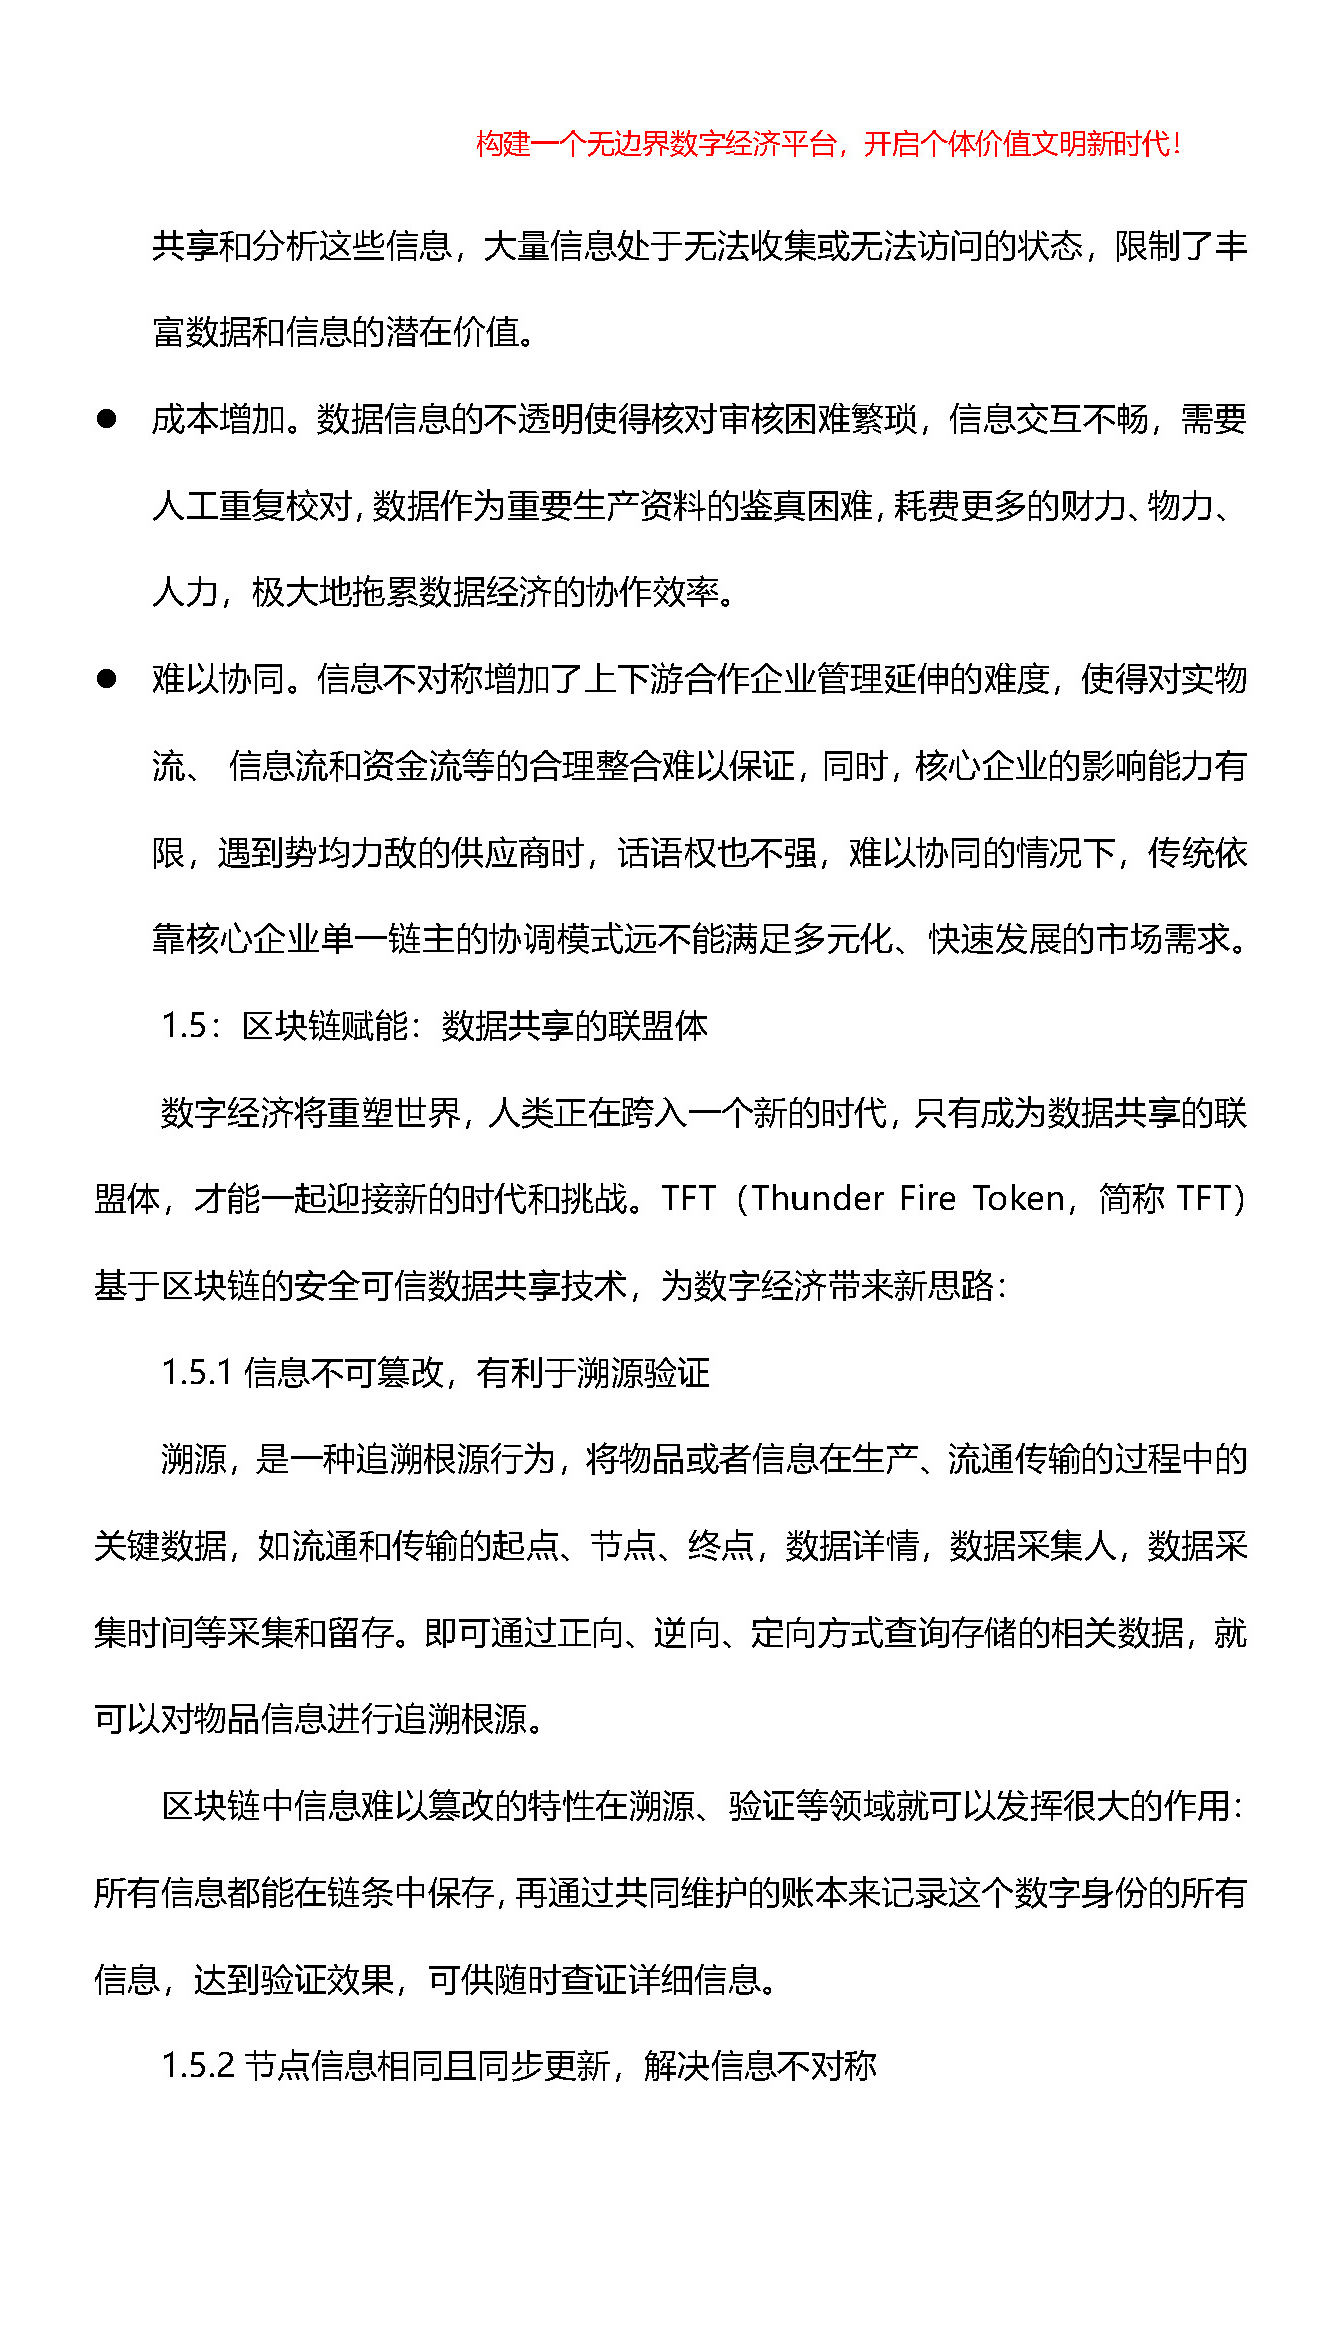 构建一个无边界数字经济平台，开启个体价值文明新时代！
共享和分析这些信息，大量信息处于无法收集或无法访问的状态，限制了丰
富数据和信息的潜在价值。
● 成本增加。数据信息的不透明使得核对审核困难繁琐，信息交互不畅，需要
人工重复校对，数据作为重要生产资料的鉴真困难，耗费更多的财力、物力、
人力，极大地拖累数据经济的协作效率。
● 难以协同。信息不对称增加了上下游合作企业管理延伸的难度，使得对实物
流、 信息流和资金流等的合理整合难以保证，同时，核心企业的影响能力有
限，遇到势均力敌的供应商时，话语权也不强，难以协同的情况下，传统依
靠核心企业单一链主的协调模式远不能满足多元化、快速发展的市场需求。
1.5：区块链赋能：数据共享的联盟体
数字经济将重塑世界，人类正在跨入一个新的时代，只有成为数据共享的联
盟体，才能一起迎接新的时代和挑战。TFT（Thunder Fire Token，简称 TFT）
基于区块链的安全可信数据共享技术，为数字经济带来新思路：
1.5.1 信息不可篡改，有利于溯源验证
溯源，是一种追溯根源行为，将物品或者信息在生产、流通传输的过程中的
关键数据，如流通和传输的起点、节点、终点，数据详情，数据采集人，数据采
集时间等采集和留存。即可通过正向、逆向、定向方式查询存储的相关数据，就
可以对物品信息进行追溯根源。
区块链中信息难以篡改的特性在溯源、验证等领域就可以发挥很大的作用：
所有信息都能在链条中保存，再通过共同维护的账本来记录这个数字身份的所有
信息，达到验证效果，可供随时查证详细信息。
1.5.2 节点信息相同且同步更新，解决信息不对称